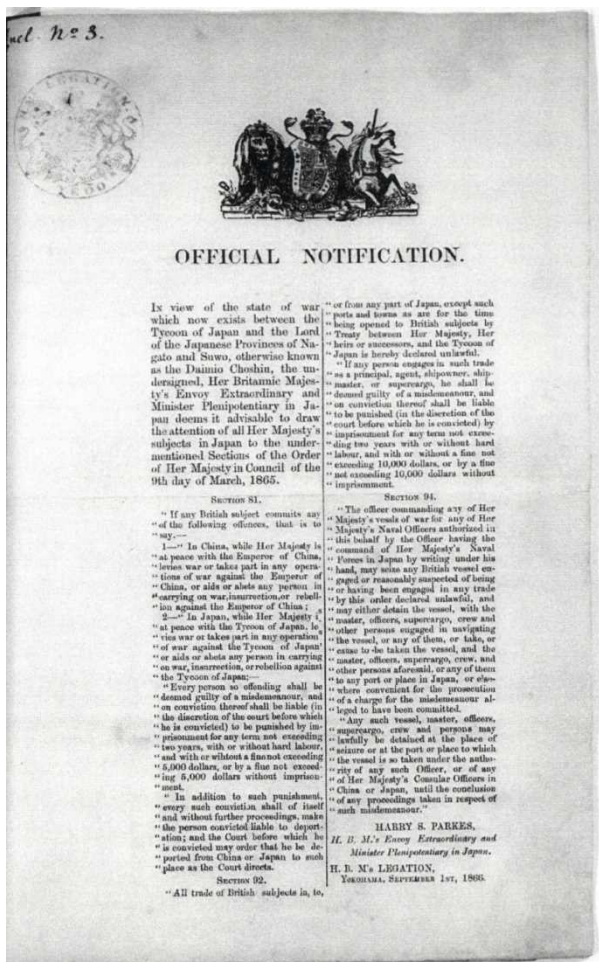 Incl. No 3.
OFFICIAL NOTIFICATION.
In view of the state of war
which now exists between the
Tycoon of Japan and the Lord
of the Japanese Provinces of Na-
gato and Suwo, otherwise known
as the Daimio Choshin, the un-
dersigned, Her Britannic Majes-
ty's Envoy Extraordinary and
Minister Plenipotentiary in Ja-
pan deems it advisable to draw
the attention of all Her Majesty's
subjects in Japan to the under-
mentioned Sections of the Order
of Her Majesty in Council of the
9th day of March, 1865.
Section 81.
"If any British subject commits any
"of the following offences, that is to
"say,—
1—"In China, while Her Majesty is
"at peace with the Emperor of China,
"levies war or takes part in any opera-
"tions of war against the Emperor of
"China, or aids or abets any person in
"carrying on war, insurrection, or rebell-
"ion against the Emperor of China;
2—"In Japan, while Her Majesty i
"at peace with the Tycoon of Japan, le
"vies war or takes part in any operation
"of war against the Tycoon of Japan'
"or aids or abets any person in carrying
"on war, insurrection, or rebellion against
"the Tycoon of Japan;—
"Every person so offending shall be
"deemed guilty of a misdemeanour, and
"on conviction thereof shall be liable (in
"the discretion of the court before which
"he is convicted) to be punished by im-
"prisonment for any term not exceeding
"two years, with or without hard labour,
"and with or wihtout a fine not exceeding
"5,000 dollars, or by a fine not exceed-
"ing 5,000 dollars without imprison-
"ment.
"In addition to such punishment,
"every such conviction shall of itself
"and without further proceedings, make
"the person convicted liable to deport-
"ation; and the Court before which he
"is convicted may order that he be de-
"ported from China or Japan to such
"place as the Court directs.
Section 92.
"All trade of British subjects in, to,
"or from any part of Japan, except such
"ports and towns as are for the time
"being opened to British subjects by
"Treaty between Her Majesty, Her
"heirs or successors, and the Tycoon of
"Japan is hereby declared unlawful.
"If any person engages in such trade
"as a principal, agent, shipowner, ship-
"master, or supercargo, he shall be
"deemed guilty of a misdemeanour, and
"on conviction thereof shall be liable
"to be punished (in the discretion of the
"court before which he is convicted) by
"imprisonment for any term not excee-
"ding two years with or without hard
"labour, and with or without a fine not
"exceeding 10,000 dollars, or by a fine
"not exceeding 10,000 dollars without
"imprisonment.
Section 94.
"The officer commanding any of Her
"Majesty's vessels of war for any of Her
"Majesty's Naval Officers authorized in
"this behalf by the Officer having the
"command of Her Majesty's Naval
"Forces in Japan by writing under his
"hand, may seize any British vessel en-
"gaged or reasonably suspected of being
"or having been engaged in any trade
"by this order declared unlawful, and
"may either detain the vessel, with the
"master, officers, supercargo, crew and
"other persons engaged in navigating
"the vessel, or any of them, or take, or
"cause to be taken the vessel, and the
"master, officers, supercargo, crew, and
"other persons aforesaid, or any of them
"to any port or place in Japan, or else-
"where convenient for the prosecution
"of a charge for the misdemeanour al-
"leged to have been committed.
"Any such vessel, master, officers,
"supercargo, crew and persons may
"lawfully be detained at the place of
"seizure or at the port or place to which
"the vessel is so taken under the autho-
"rity of any such Officer, or of any
"of Her Majesty's Consular Officers in
"China or Japan, until the conclusion
"of any proceedings taken in respect of
"such misdemeanour."
HARRY S. PARKES,
H. B. M.'s Envoy Extraordinary and
Minister Plenipotentiary in Japan.
H. B. M's LEGATION,
Yokohama, September 1st, 1866.